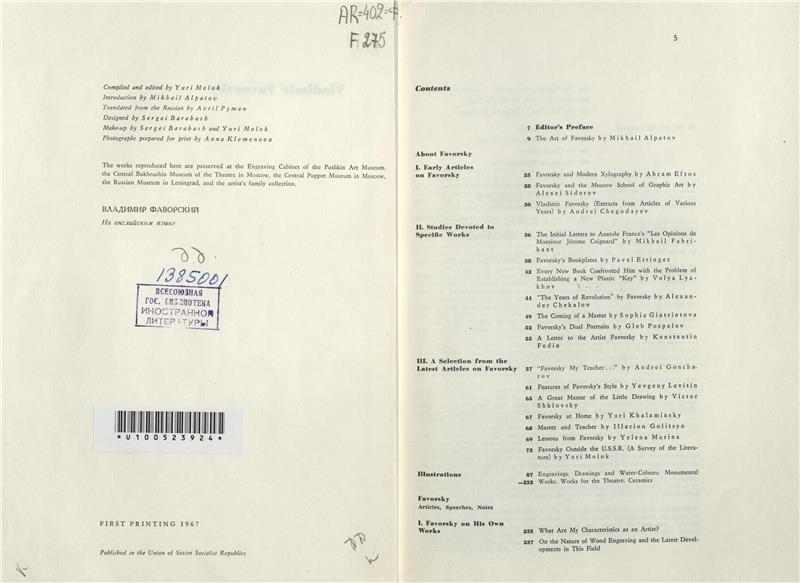 AR-402-
F 275
Compiled and edited by Yuri Molok
Introduction by Mikhail Alpatov
Translated from the Russian by Avril Pyman
Designed by Sergei Barabash
Make-up by Sergei Barabash and Yuri Molok
Photographs prepared for print by Anna Klemenova
The works reproduced here are preserved at the Engraving Cabinet of the Pushkin Art Museum,
the Central Bakhrushin Museum of the Theatre in Moscow, the Central Puppet Museum in Moscow,
the Russian Museum in Leningrad, and the artist's family collection.
ВЛАДИМИР ФАВОРСКИЙ
На английском языке
1385001
ВСЕСОЮЗНАЯ
ГОС. БИБЛИОТЕКА
ИНОСТРАННОЙ
ЛИТЕРАТУРЫ
*U100523924*
FIRST PRINTING 1967
Published in the Union of Soviet Socialist Republics
5
Contents
7 Editor's Preface
9 The Art of Favorsky by Mikhail Alpatov
About Favorsky
I. Early Articles
on Favorsky
25 Favorsky and Modern Xylography by Abram Efros
28 Favorsky and the Moscow School of Graphic Art by
Alexei Sidorov
30 Vladimir Favorsky (Extracts from Articles of Various
Years) by Andrei Chegodayev
II. Studies Devoted to
Specific Works
36 The Initial Letters to Anatole France's "Les Opinions de
Monsieur Jérome Coignard" by Mikhail Fabri-
kant
38 Favorsky's Bookplates by Pavel Ettinger
42 Every New Book Confronted Him with the Problem of
Establishing a New Plastic "Key" by Volya Lya-
khov
44 "The Years of Revolution" by Favorsky by Alexan-
der Chekalov
49 The Coming of a Master by Sophia Giatsintova
52 Favorsky's Dual Portraits by Gleb Pospelov
55 A Letter to the Artist Favorsky by Konstantin
Fedin
III. A Selection from the
Latest Articles on Favorsky
57 "Favorsky My Teacher..." by Andrei Goncha-
rov
61 Features of Favorsky's Style by Yevgeny Levitin
65 A Great Master of the Little Drawing by Victor
Shklovsky
67 Favorsky at Home by Yuri Khalaminsky
68 Master and Teacher by Illarion Golitsyn
69 Lessons from Favorsky by Yelena Murina
73 Favorsky Outside the U.S.S.R. (A Survey of the Litera-
ture) by Yuri Molok
Illustrations
87 Engravings. Drawings and Water-Colours. Monumental
—232 Works. Works for the Theatre. Ceramics
Favorsky
Articles, Speeches, Notes
I. Favorsky on His Own
Works
235 What Are My Characteristics as an Artist?
237 On the Nature of Wood Engraving and the Latest Devel-
opments in This Field